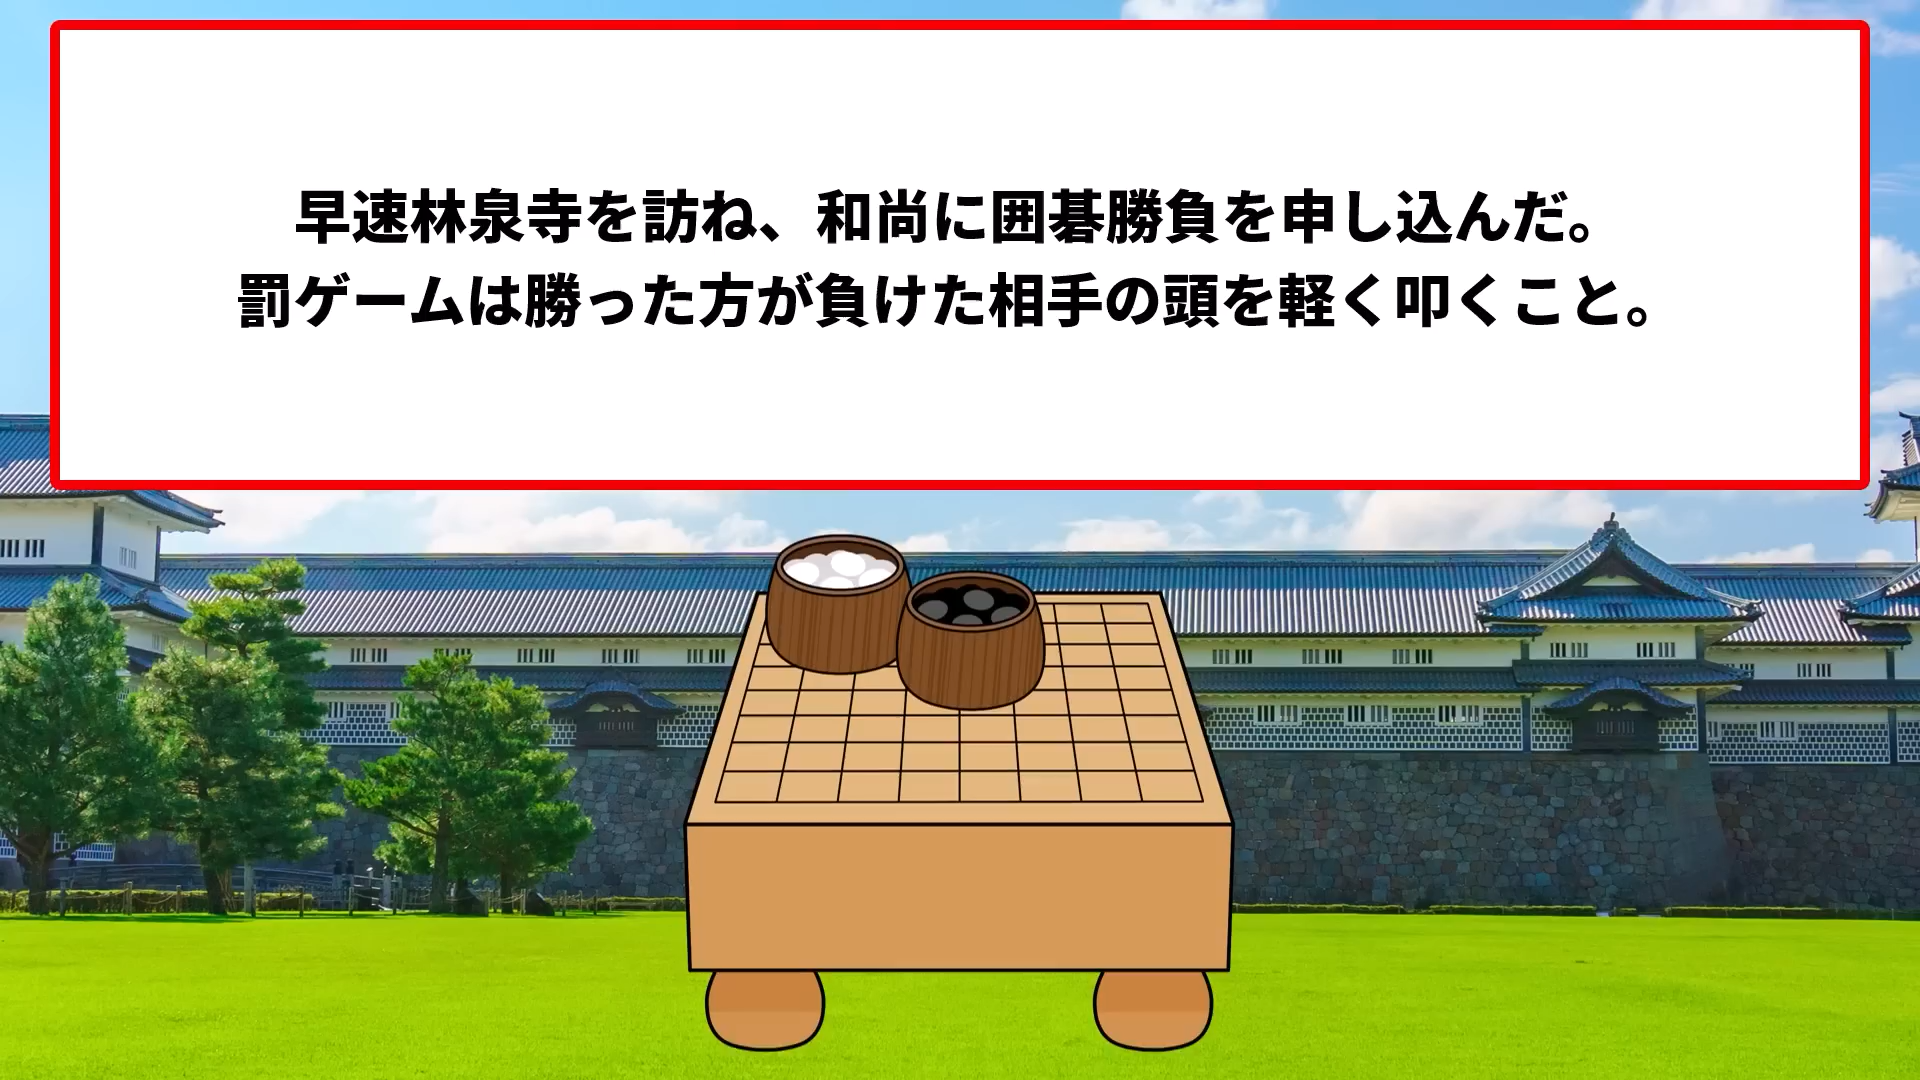 早速林泉寺を訪ね、和尚に囲碁勝負を申し込んだ。
罰ゲームは勝った方が負けた相手の頭を軽く叩くこと。